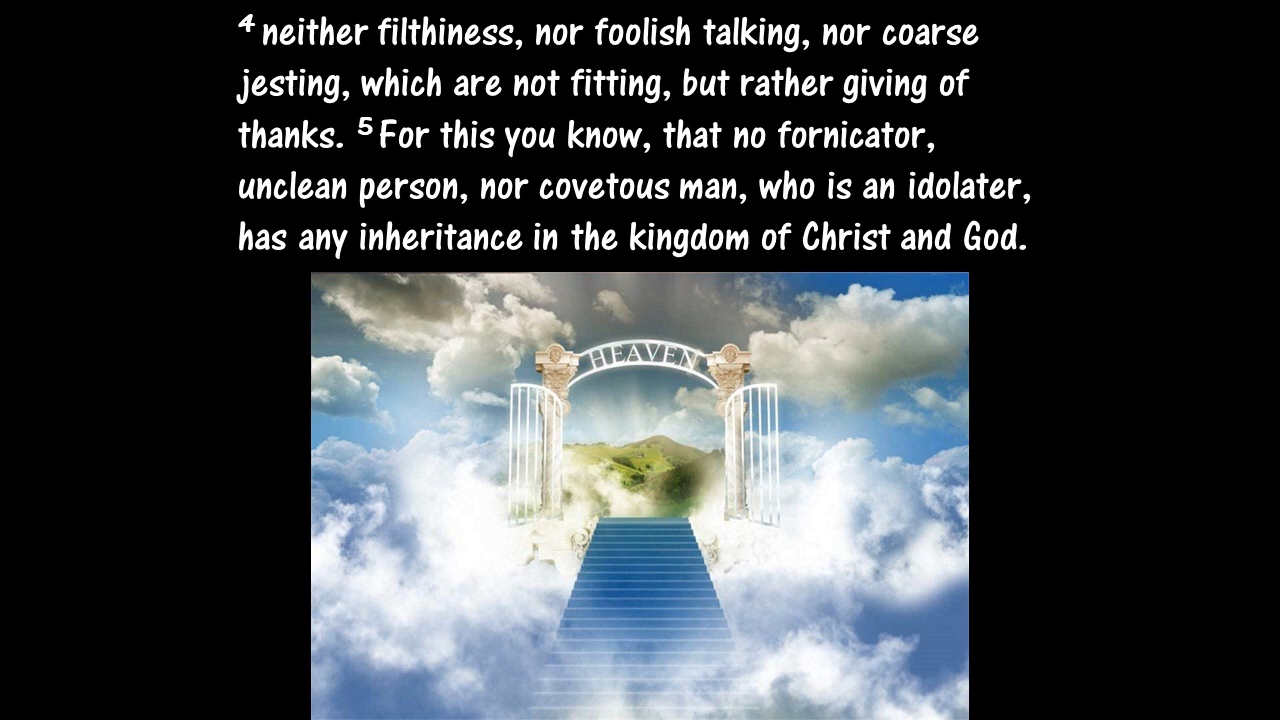 ⁴ neither filthiness, nor foolish talking, nor coarse
jesting, which are not fitting, but rather giving of
thanks. ⁵ For this you know, that no fornicator,
unclean person, nor covetous man, who is an idolater,
has any inheritance in the kingdom of Christ and God.
HEAVEN